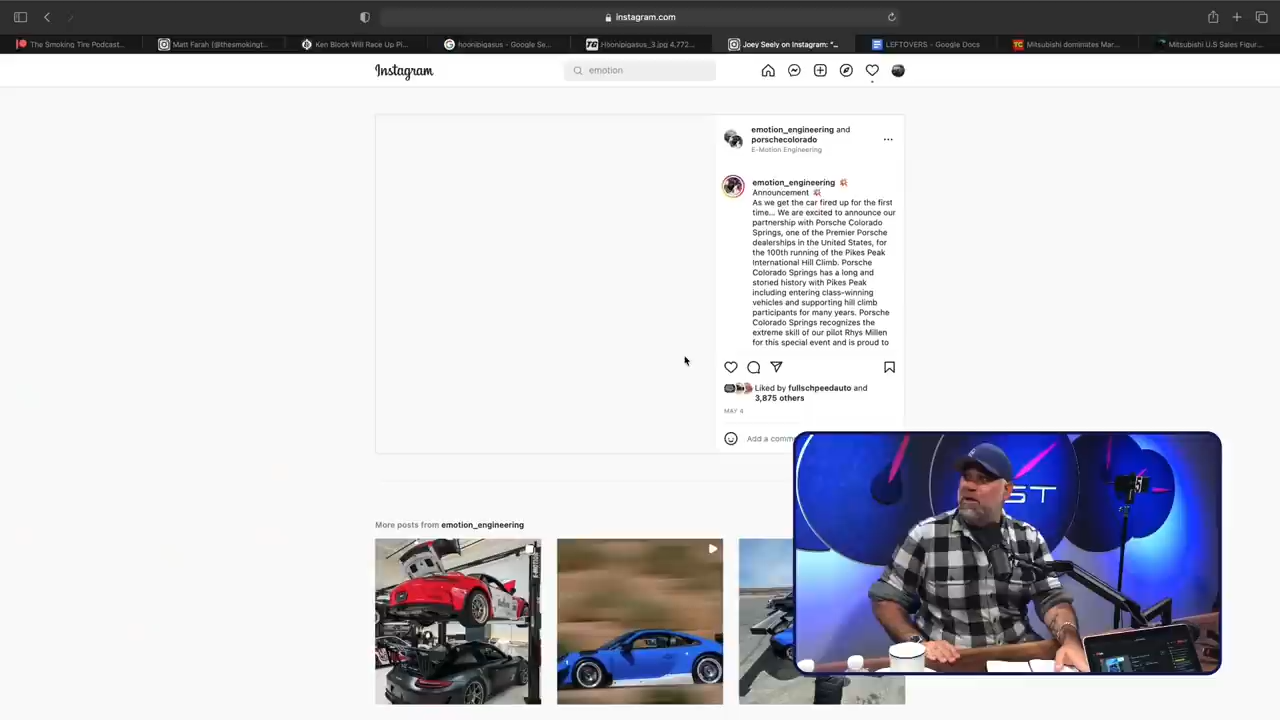 instagram.com
The Smoking Tire Podcast...
Matt Farah (@thesmokingt...
Ken Block Will Race Up Pi...
hoonipigasus - Google Se...
Hoonipigasus_3.jpg 4,772...
Joey Seely on Instagram: "...
LEFTOVERS - Google Docs
Mitsubishi dominates Mar...
Mitsubishi U.S Sales Figur...
Instagram
emotion
emotion_engineering and
porschecolorado
E-Motion Engineering
emotion_engineering
Announcement
As we get the car fired up for the first
time... We are excited to announce our
partnership with Porsche Colorado
Springs, one of the Premier Porsche
dealerships in the United States, for
the 100th running of the Pikes Peak
International Hill Climb. Porsche
Colorado Springs has a long and
storied history with Pikes Peak
including entering class-winning
vehicles and supporting hill climb
participants for many years. Porsche
Colorado Springs recognizes the
extreme skill of our pilot Rhys Millen
for this special event and is proud to
Liked by fullschpeedauto and
3,875 others
MAY 4
Add a comm
ST
More posts from emotion_engineering